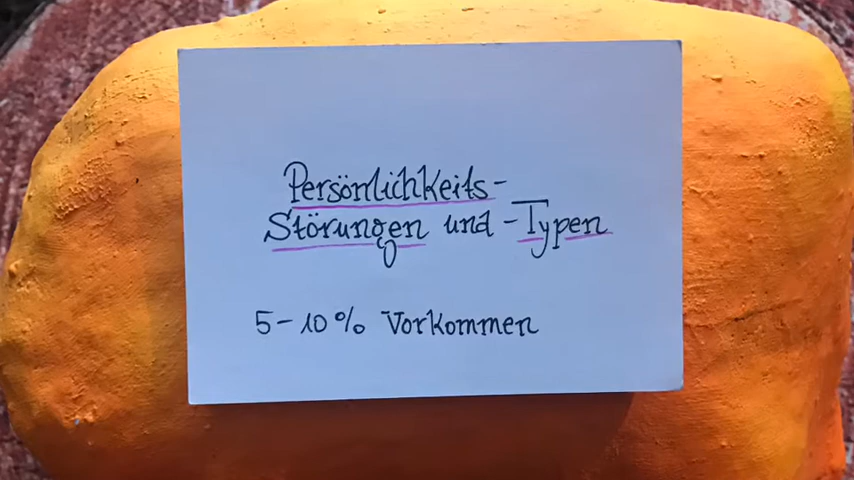 Persönlichkeits-
Störungen und -Typen
5-10% Vorkommen